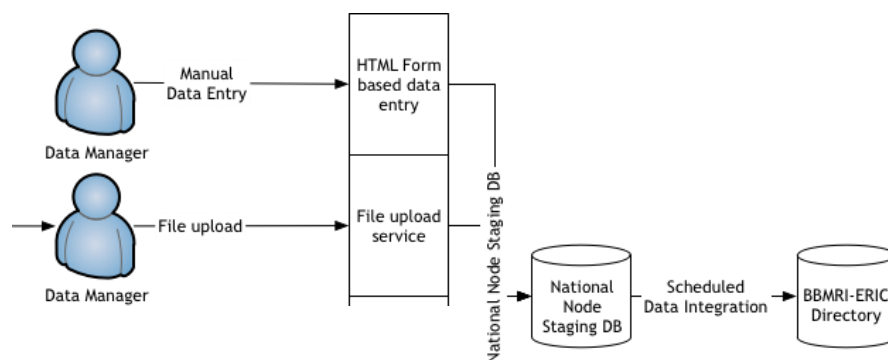 Manual
Data Entry
HTML Form
based data
entry
Data Manager
File upload
File upload
service
Data Manager
National Node Staging DB
National
Node
Staging DB
Scheduled
Data Integration
BBMRI-ERIC
Directory